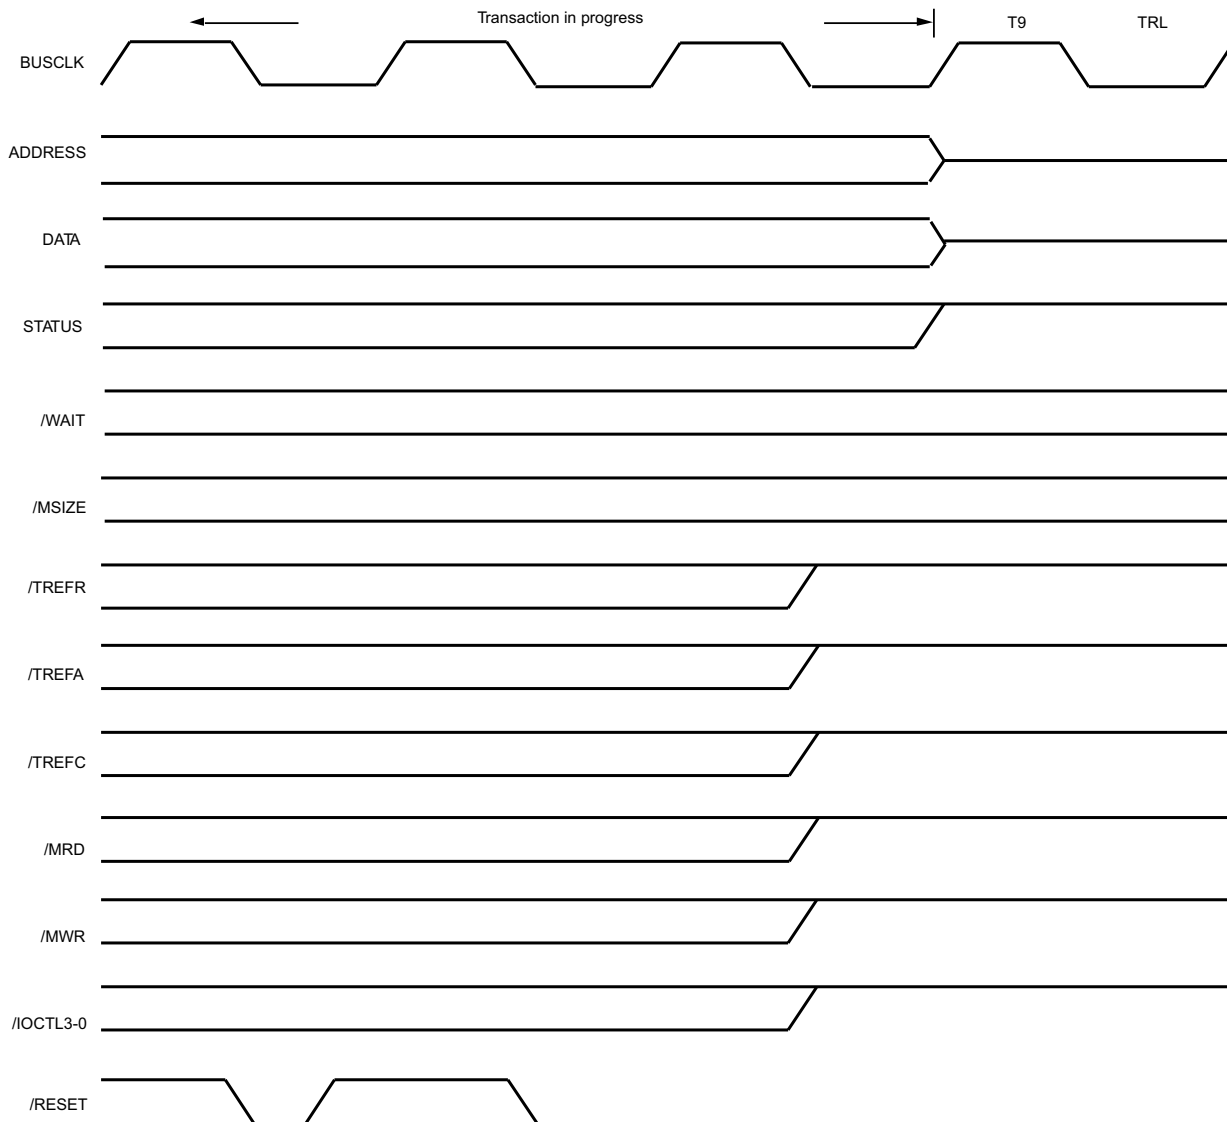 Transaction in progress
T9
TRL
BUSCLK
ADDRESS
DATA
STATUS
/WAIT
/MSIZE
/TREFR
/TREFA
/TREFC
/MRD
/MWR
/IOCTL3-0
/RESET